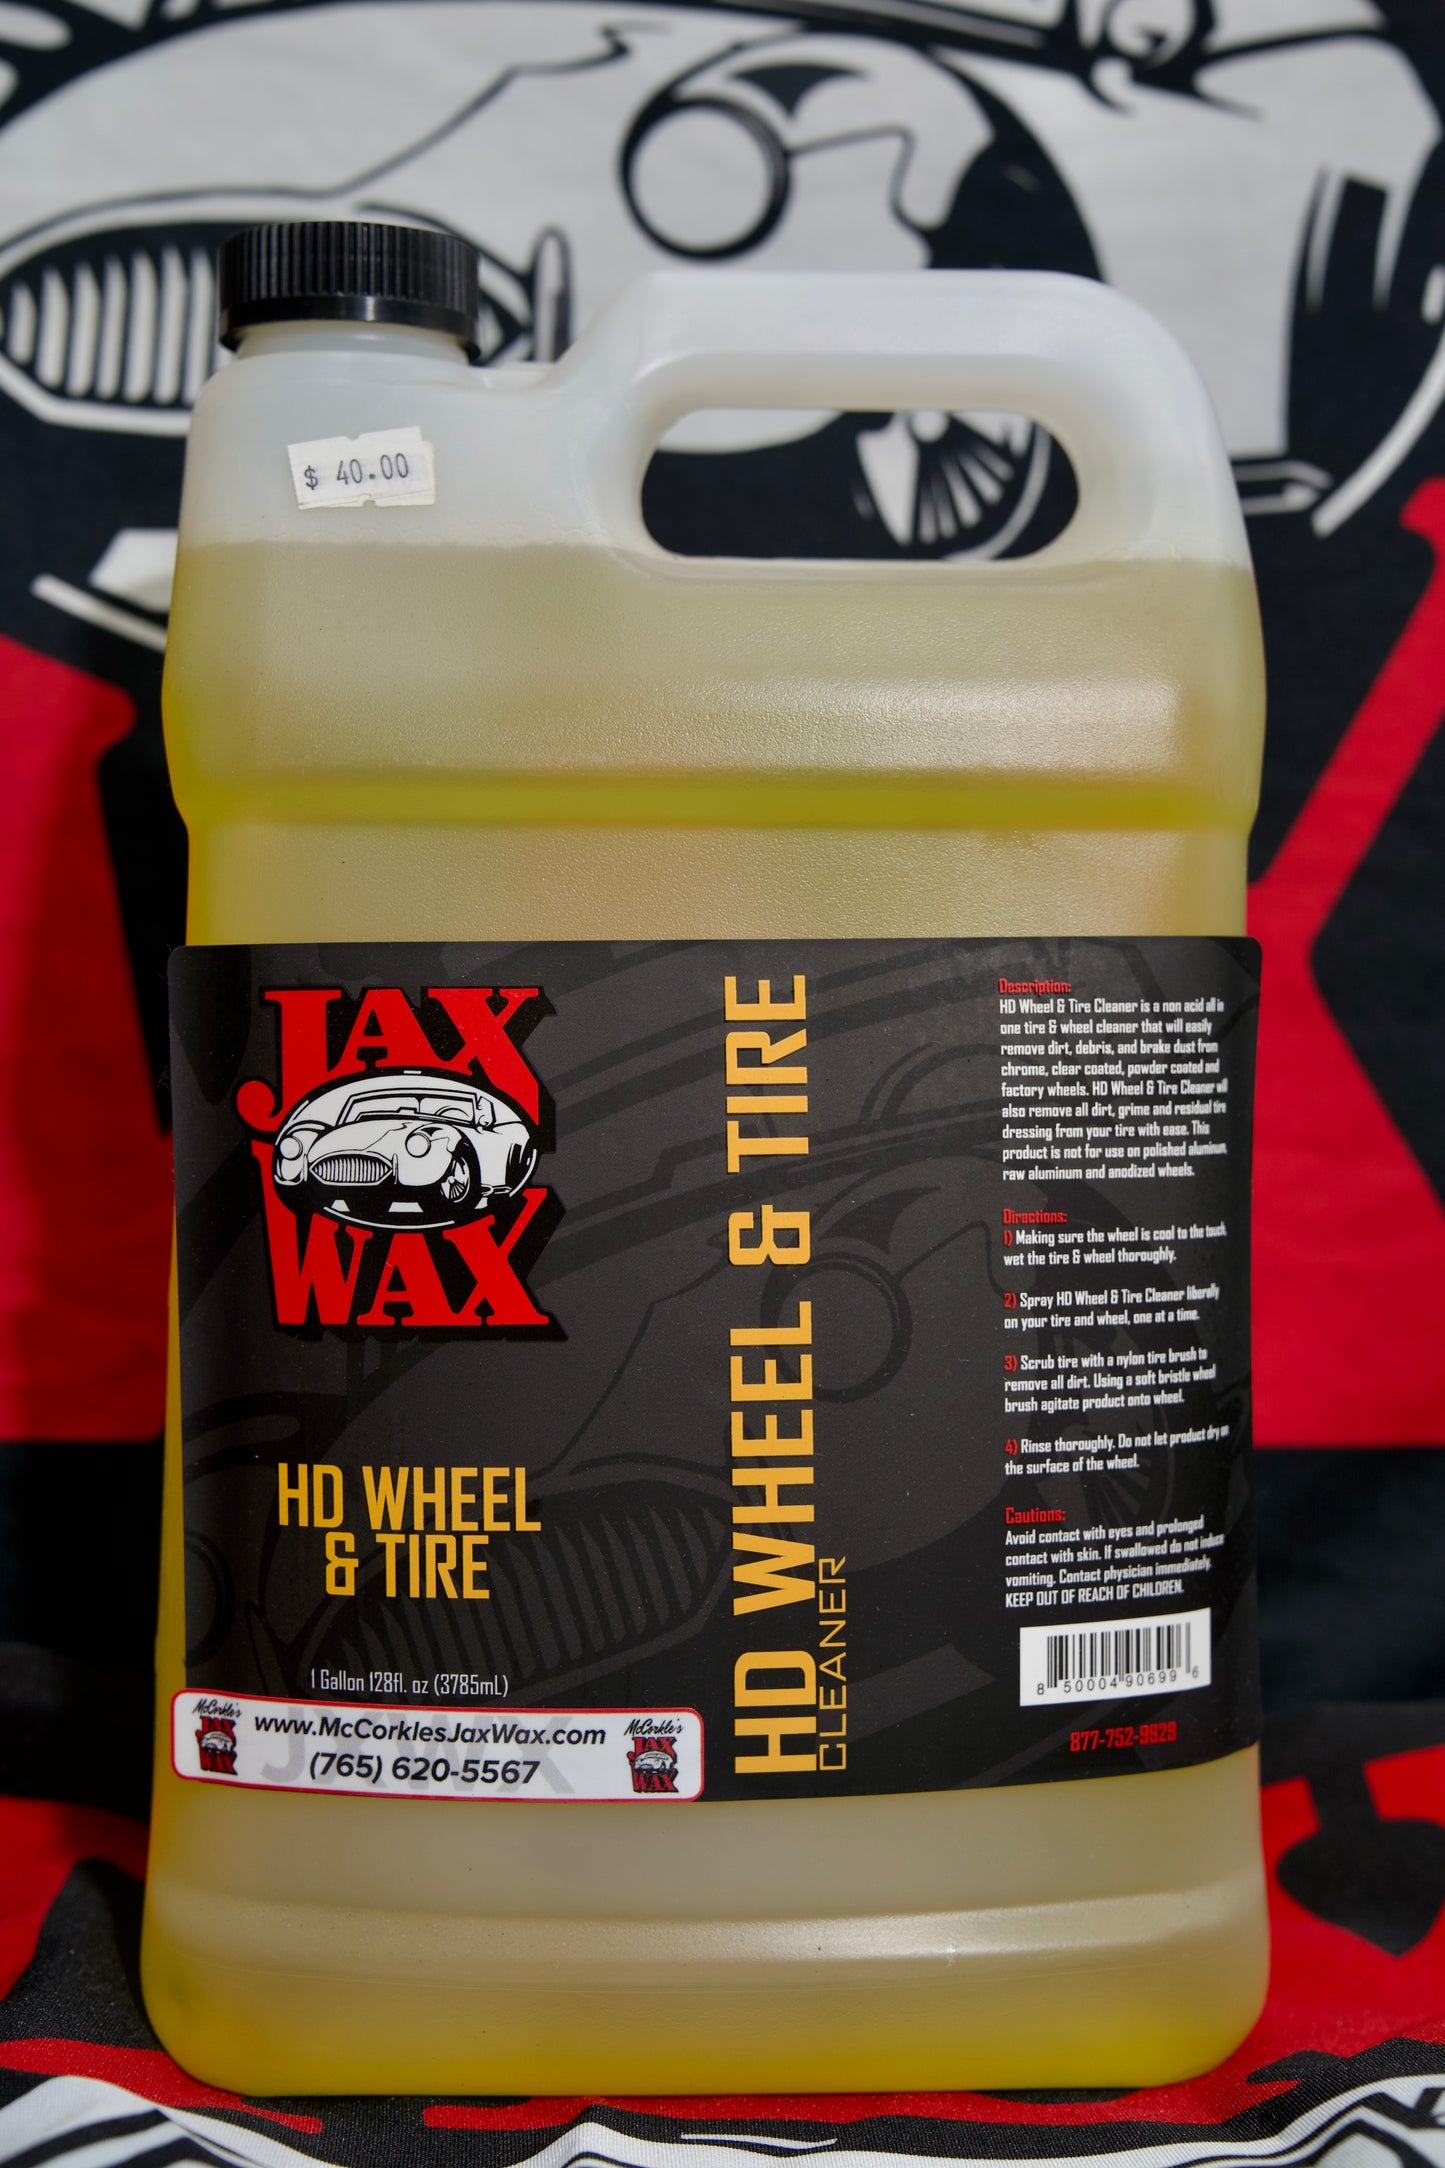 $ 40.00
JAX
WAX
HD WHEEL
& TIRE
1 Gallon 128fl. oz (3785mL)
McCorkle's
JAX
WAX
www.McCorklesJaxWax.com
(765) 620-5567
McCorkle's
JAX
WAX
HD WHEEL & TIRE
CLEANER
Description:
HD Wheel & Tire Cleaner is a non acid all in
one tire & wheel cleaner that will easily
remove dirt, debris, and brake dust from
chrome, clear coated, powder coated and
factory wheels. HD Wheel & Tire Cleaner will
also remove all dirt, grime and residual tire
dressing from your tire with ease. This
product is not for use on polished aluminum,
raw aluminum and anodized wheels.
Directions:
1) Making sure the wheel is cool to the touch,
wet the tire & wheel thoroughly.
2) Spray HD Wheel & Tire Cleaner liberally
on your tire and wheel, one at a time.
3) Scrub tire with a nylon tire brush to
remove all dirt. Using a soft bristle wheel
brush agitate product onto wheel.
4) Rinse thoroughly. Do not let product dry on
the surface of the wheel.
Cautions:
Avoid contact with eyes and prolonged
contact with skin. If swallowed do not induce
vomiting. Contact physician immediately.
KEEP OUT OF REACH OF CHILDREN.
8 50004 90699 6
877-752-9929